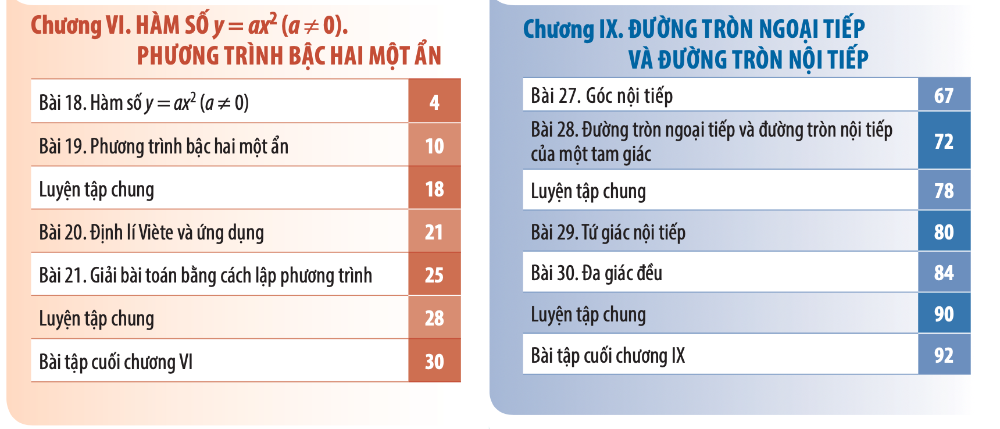 Chương VI. HÀM SỐ y = ax² (a ≠ 0).
PHƯƠNG TRÌNH BẬC HAI MỘT ẨN
Bài 18. Hàm số y = ax² (a ≠ 0) 4
Bài 19. Phương trình bậc hai một ẩn 10
Luyện tập chung 18
Bài 20. Định lí Viète và ứng dụng 21
Bài 21. Giải bài toán bằng cách lập phương trình 25
Luyện tập chung 28
Bài tập cuối chương VI 30
Chương IX. ĐƯỜNG TRÒN NGOẠI TIẾP
VÀ ĐƯỜNG TRÒN NỘI TIẾP
Bài 27. Góc nội tiếp 67
Bài 28. Đường tròn ngoại tiếp và đường tròn nội tiếp
của một tam giác 72
Luyện tập chung 78
Bài 29. Tứ giác nội tiếp 80
Bài 30. Đa giác đều 84
Luyện tập chung 90
Bài tập cuối chương IX 92